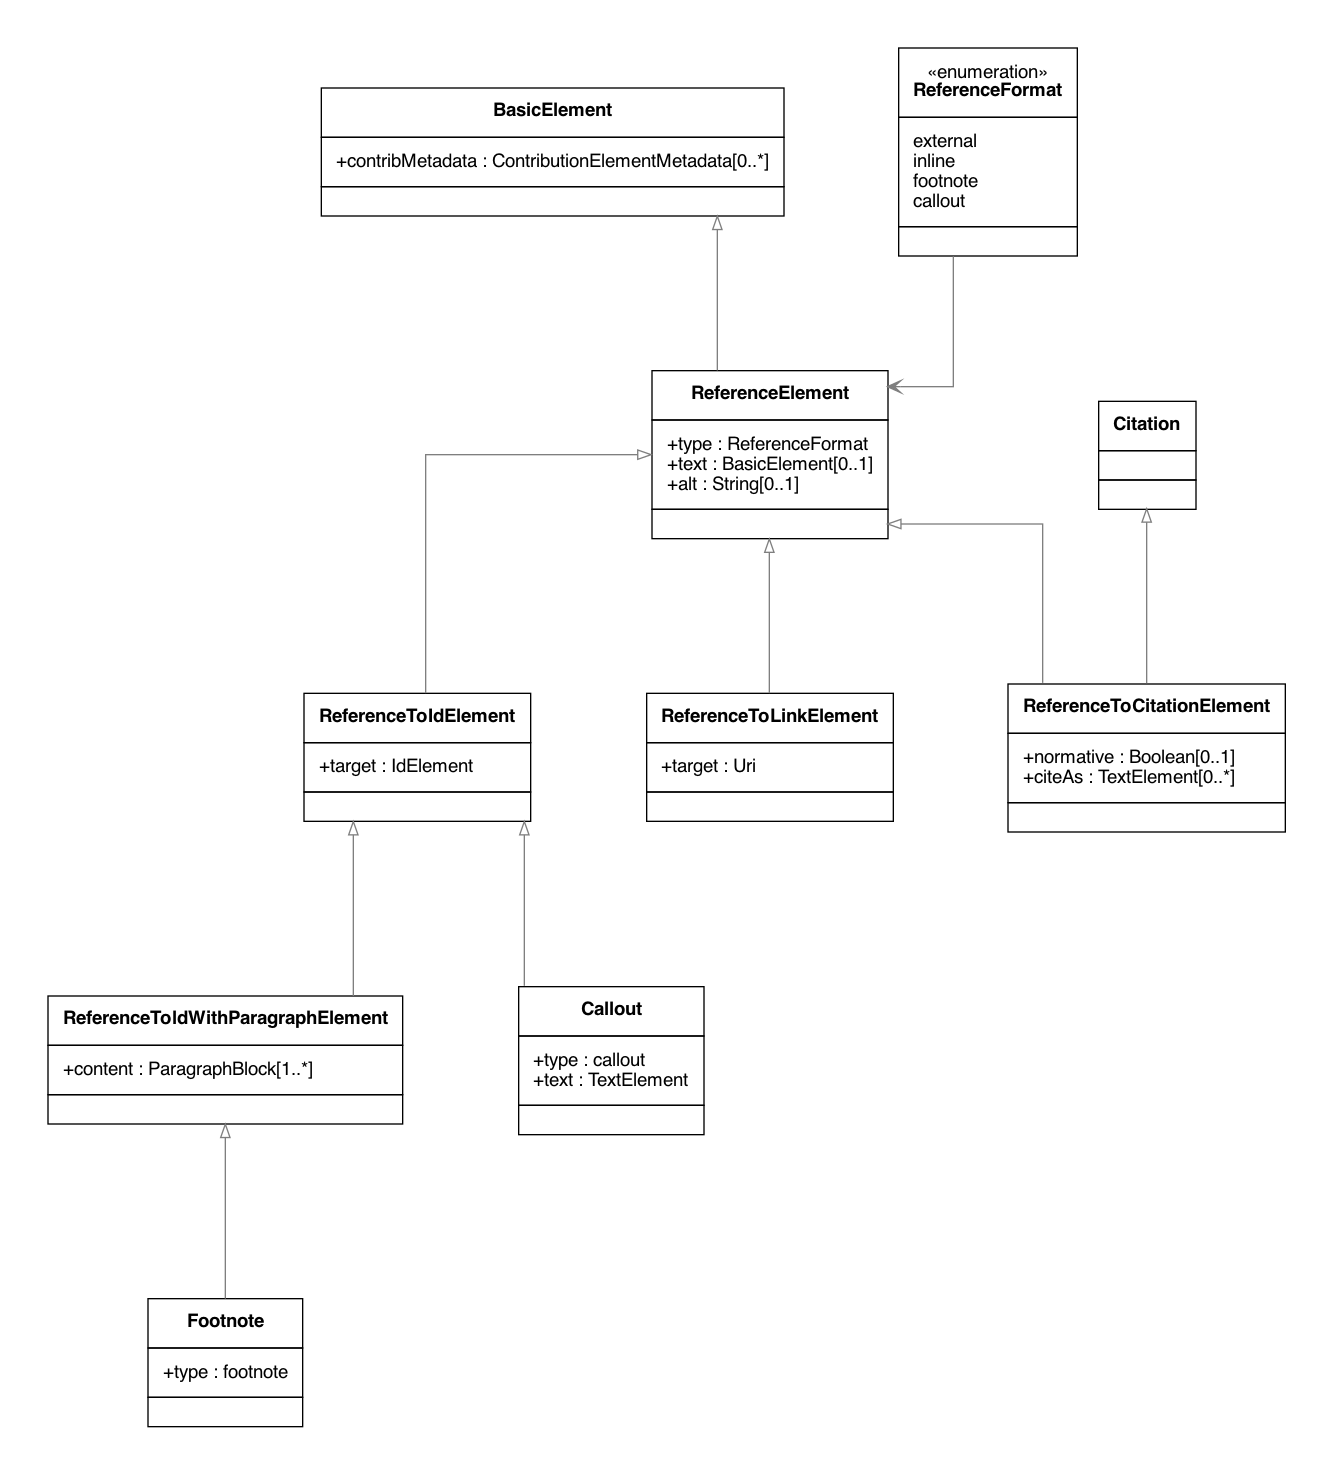 «enumeration»
ReferenceFormat
external
inline
footnote
callout
BasicElement
+contribMetadata : ContributionElementMetadata[0..*]
ReferenceElement
+type : ReferenceFormat
+text : BasicElement[0..1]
+alt : String[0..1]
Citation
ReferenceToIdElement
+target : IdElement
ReferenceToLinkElement
+target : Uri
ReferenceToCitationElement
+normative : Boolean[0..1]
+citeAs : TextElement[0..*]
ReferenceToIdWithParagraphElement
+content : ParagraphBlock[1..*]
Callout
+type : callout
+text : TextElement
Footnote
+type : footnote